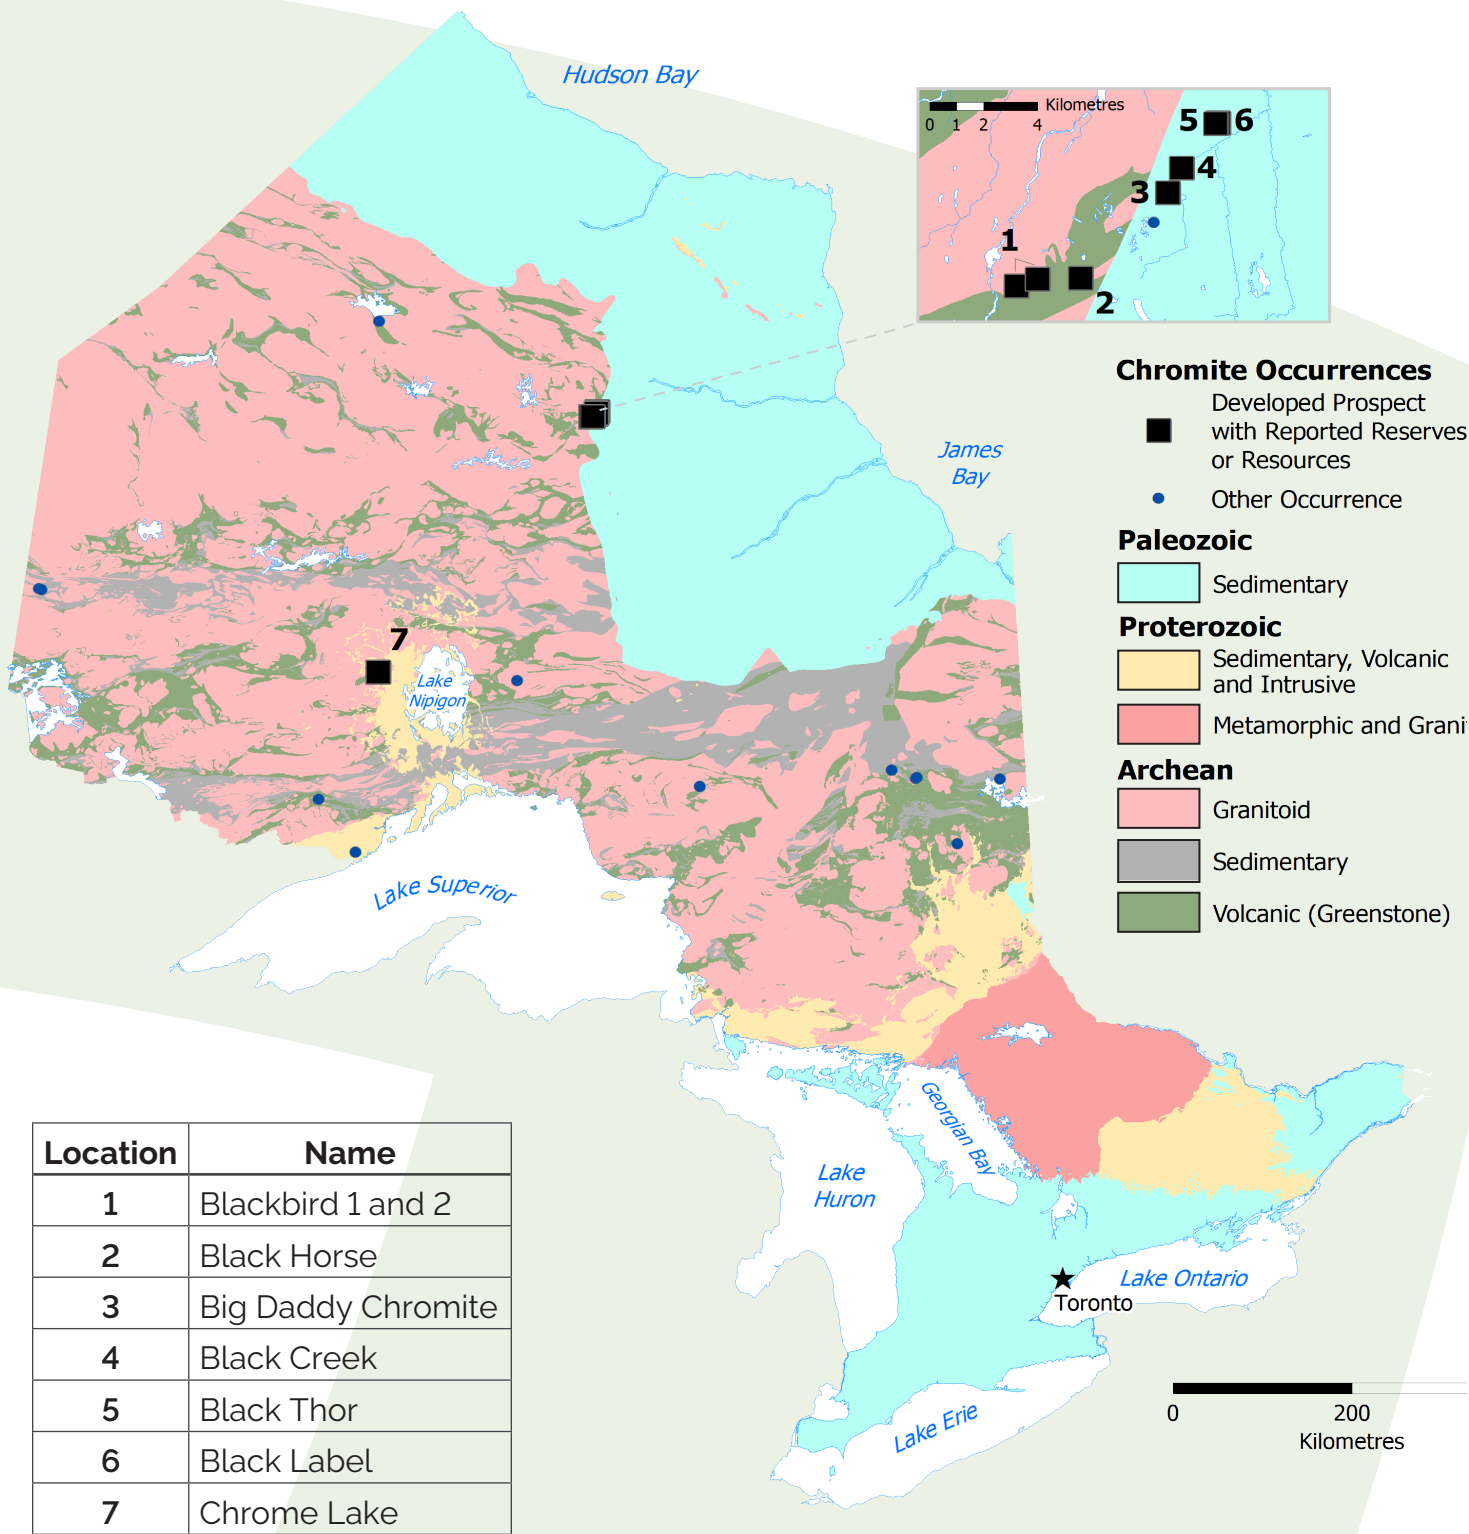 Hudson Bay
Kilometres
0 1 2 4
5 6
4
3
1
2
Chromite Occurrences
Developed Prospect
with Reported Reserves
or Resources
Other Occurrence
James
Bay
Paleozoic
Sedimentary
Proterozoic
Sedimentary, Volcanic
and Intrusive
Metamorphic and Grani
Archean
Granitoid
Sedimentary
Volcanic (Greenstone)
7
Lake
Nipigon
Lake Superior
Georgian Bay
Lake
Huron
Lake Ontario
Toronto
Lake Erie
0 200
Kilometres
Location Name
1 Blackbird 1 and 2
2 Black Horse
3 Big Daddy Chromite
4 Black Creek
5 Black Thor
6 Black Label
7 Chrome Lake